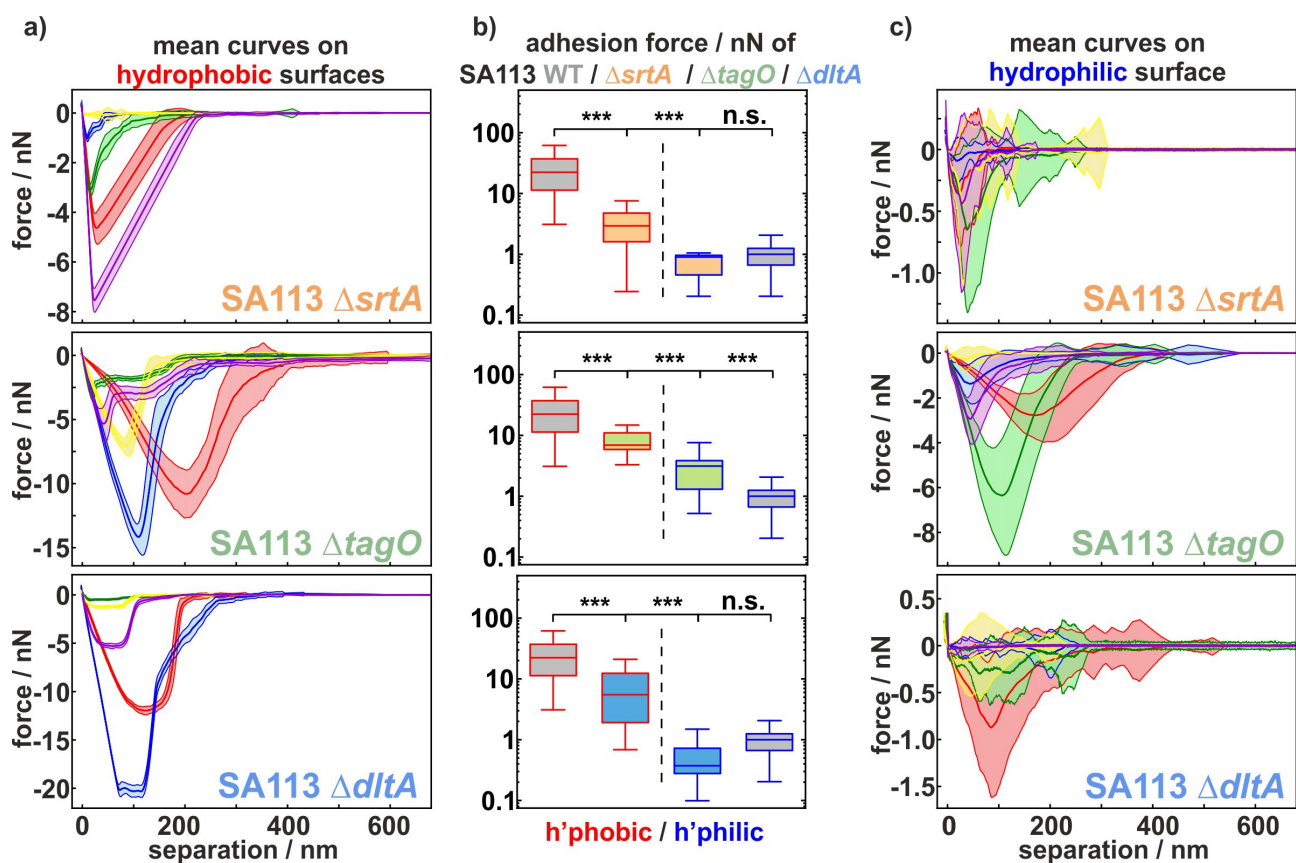 a)
mean curves on
hydrophobic surfaces
b)
adhesion force / nN of
SA113 WT / ΔsrtA / ΔtagO / ΔdltA
c)
mean curves on
hydrophilic surface
force / nN
0
-2
-4
-6
-8
SA113 ΔsrtA
100
10
1
0.1
*** *** n.s.
force / nN
0
-0.5
-1.0
SA113 ΔsrtA
force / nN
0
-5
-10
-15
SA113 ΔtagO
100
10
1
0.1
*** *** ***
force / nN
0
-2
-4
-6
-8
SA113 ΔtagO
force / nN
0
-5
-10
-15
-20
SA113 ΔdltA
0 200 400 600
separation / nm
100
10
1
0.1
*** *** n.s.
h'phobic / h'philic
force / nN
0.5
0
-0.5
-1.0
-1.5
SA113 ΔdltA
0 200 400 600
separation / nm